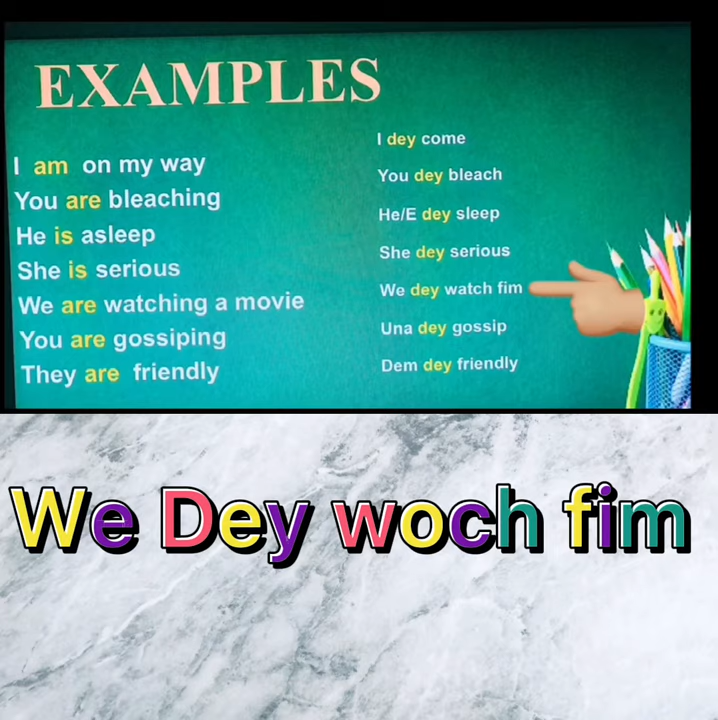 EXAMPLES
I am on my way
You are bleaching
He is asleep
She is serious
We are watching a movie
You are gossiping
They are friendly
I dey come
You dey bleach
He/E dey sleep
She dey serious
We dey watch fim
Una dey gossip
Dem dey friendly
We Dey woch fim